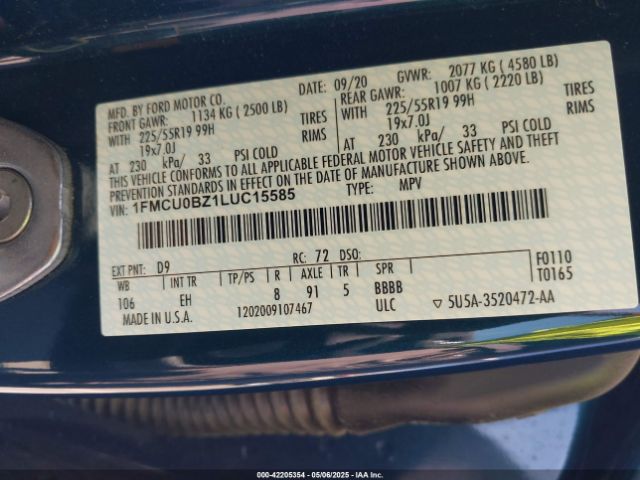 MFD. BY FORD MOTOR CO. DATE: 09/20 GVWR: 2077 KG ( 4580 LB)
FRONT GAWR: 1134 KG ( 2500 LB) REAR GAWR: 1007 KG ( 2220 LB)
WITH 225/55R19 99H TIRES WITH 225/55R19 99H TIRES
19x7.0J RIMS 19x7.0J RIMS
AT 230 kPa/ 33 PSI COLD AT 230 kPa/ 33 PSI COLD
THIS VEHICLE CONFORMS TO ALL APPLICABLE FEDERAL MOTOR VEHICLE SAFETY AND THEFT
PREVENTION STANDARDS IN EFFECT ON THE DATE OF MANUFACTURE SHOWN ABOVE.
VIN: 1FMCU0BZ1LUC15585 TYPE: MPV
EXT PNT: D9 RC: 72 DSO: F0110
WB INT TR TP/PS R AXLE TR SPR T0165
106 EH 8 91 5 BBBB
MADE IN U.S.A. 1202009107467 ULC ▽ 5U5A-3520472-AA
000-42205354 | 05/06/2025 | IAA Inc.